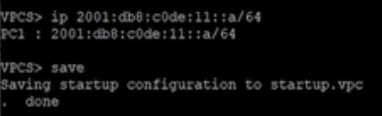 VPCS> ip 2001:db8:c0de:11::a/64
PC1 : 2001:db8:c0de:11::a/64
VPCS> save
Saving startup configuration to startup.vpc
.  done